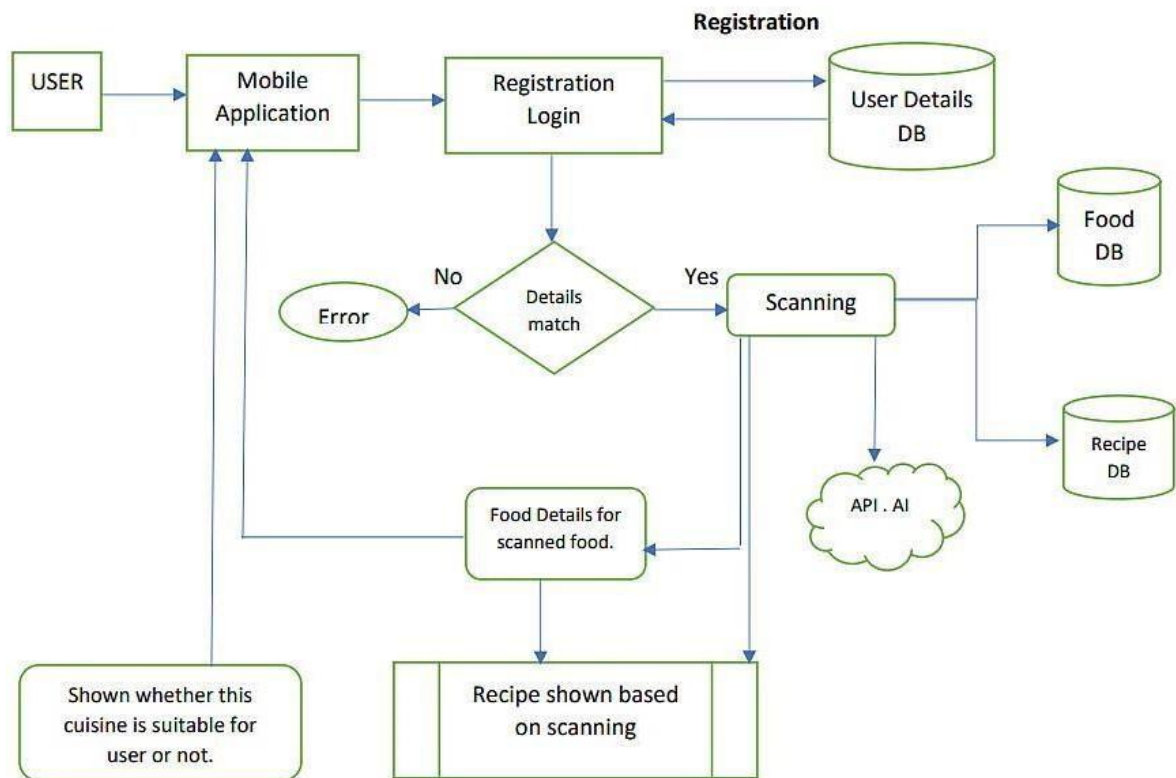 Registration
USER
Mobile
Application
Registration
Login
User Details
DB
Food
DB
No
Yes
Details
match
Error
Scanning
Recipe
DB
API . AI
Food Details for
scanned food.
Shown whether this
cuisine is suitable for
user or not.
Recipe shown based
on scanning